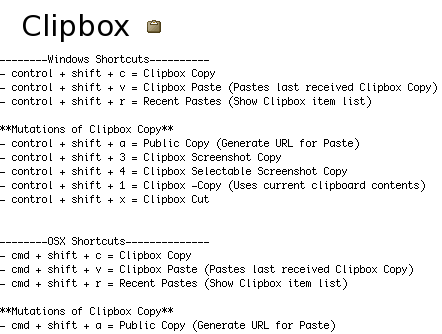 Clipbox
--------Windows Shortcuts----------
- control + shift + c = Clipbox Copy
- control + shift + v = Clipbox Paste (Pastes last received Clipbox Copy)
- control + shift + r = Recent Pastes (Show Clipbox item list)
**Mutations of Clipbox Copy**
- control + shift + a = Public Copy (Generate URL for Paste)
- control + shift + 3 = Clipbox Screenshot Copy
- control + shift + 4 = Clipbox Selectable Screenshot Copy
- control + shift + 1 = Clipbox -Copy (Uses current clipboard contents)
- control + shift + x = Clipbox Cut
--------OSX Shortcuts--------------
- cmd + shift + c = Clipbox Copy
- cmd + shift + v = Clipbox Paste (Pastes last received Clipbox Copy)
- cmd + shift + r = Recent Pastes (Show Clipbox item list)
**Mutations of Clipbox Copy**
- cmd + shift + a = Public Copy (Generate URL for Paste)